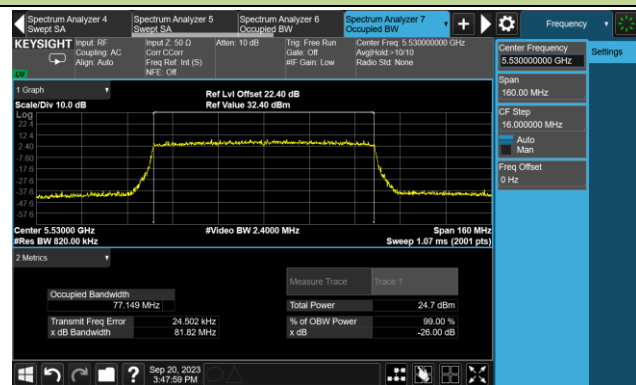 Spectrum Analyzer 4
Swept SA
Spectrum Analyzer 5
Swept SA
Spectrum Analyzer 6
Occupied BW
Spectrum Analyzer 7
Occupied BW
Frequency
KEYSIGHT
Input: RF
Coupling: AC
Align: Auto
Input Z: 50 Ω
Corr CCorr
Freq Ref: Int (S)
NFE: Off
Atten: 10 dB
Trig: Free Run
Gate: Off
#IF Gain: Low
Center Freq: 5.530000000 GHz
Avg|Hold:>10/10
Radio Std: None
1 Graph
Scale/Div 10.0 dB
Ref Lvl Offset 22.40 dB
Ref Value 32.40 dBm
Log
22.4
12.4
2.40
-7.60
-17.6
-27.6
-37.6
-47.6
-57.6
Center 5.53000 GHz
#Res BW 820.00 kHz
#Video BW 2.4000 MHz
Span 160 MHz
Sweep 1.07 ms (2001 pts)
2 Metrics
Measure Trace
Trace 1
Occupied Bandwidth
77.149 MHz
Total Power
24.7 dBm
Transmit Freq Error
24.502 kHz
% of OBW Power
99.00 %
x dB Bandwidth
81.82 MHz
x dB
-26.00 dB
Sep 20, 2023
3:47:59 PM
Center Frequency
5.530000000 GHz
Settings
Span
160.00 MHz
CF Step
16.000000 MHz
Auto
Man
Freq Offset
0 Hz